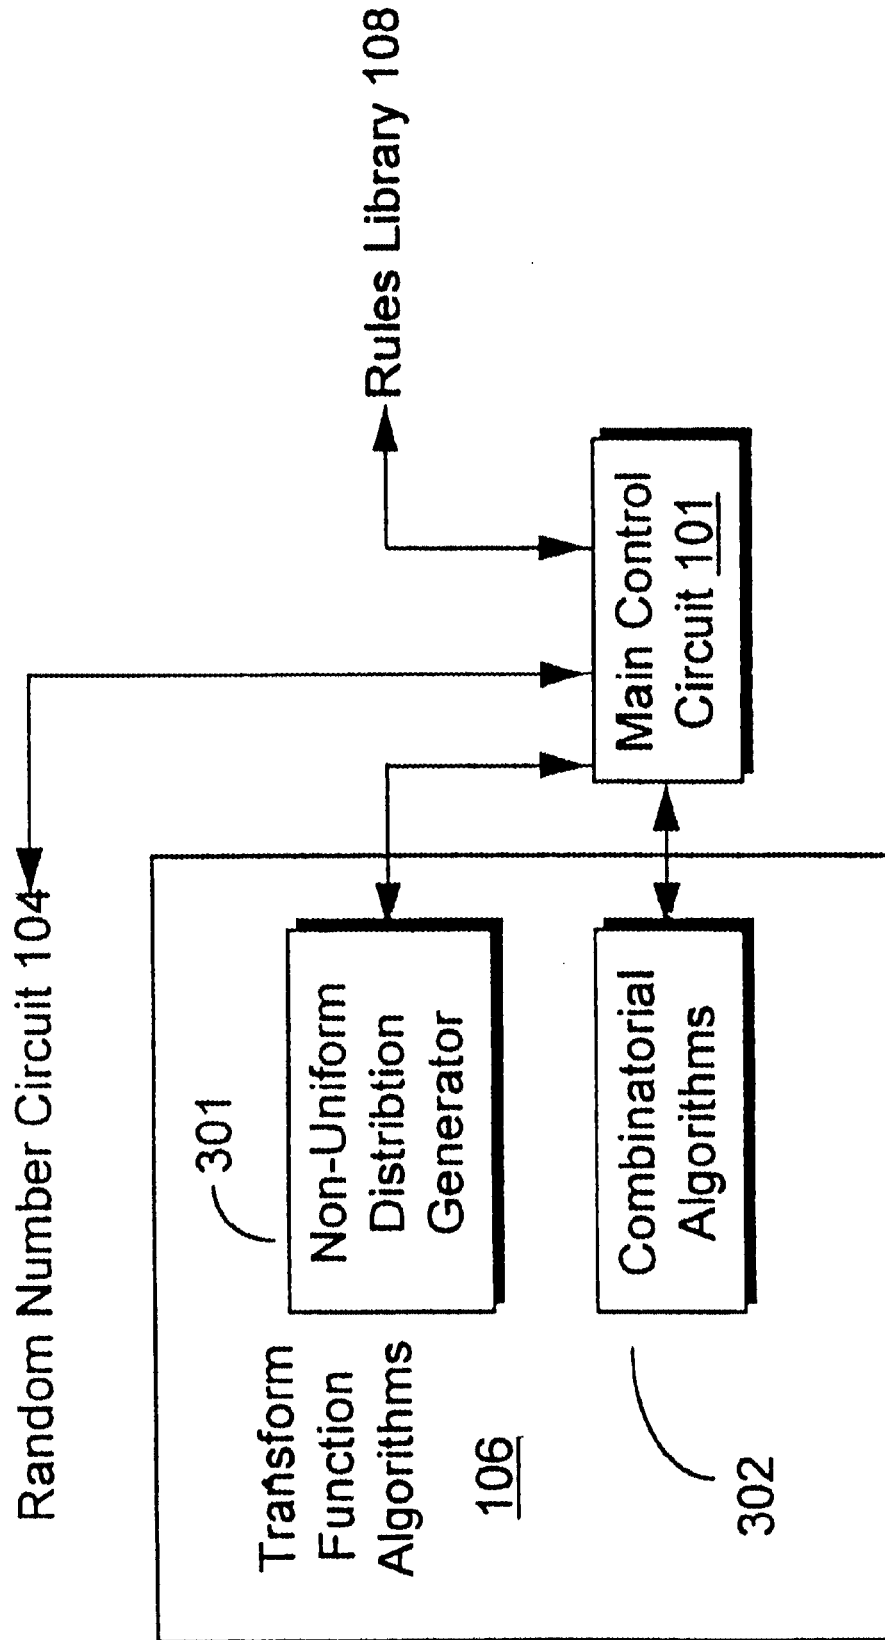 Random Number Circuit 104
Rules Library 108
Transform
Function
Algorithms
106
301
Non-Uniform
Distribtion
Generator
Main Control
Circuit 101
Combinatorial
Algorithms
302